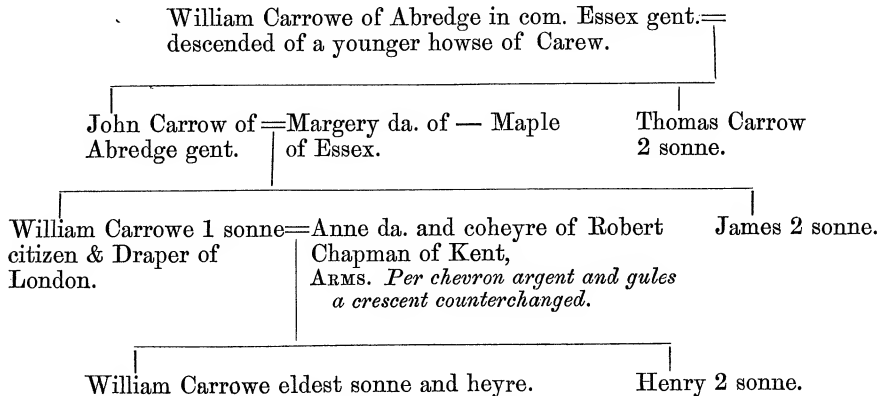 William Carrowe of Abredge in com. Essex gent.=
descended of a younger howse of Carew.
John Carrow of=Margery da. of — Maple
Abredge gent. of Essex.
Thomas Carrow
2 sonne.
William Carrowe 1 sonne=Anne da. and coheyre of Robert
citizen & Draper of Chapman of Kent,
London. ARMS. Per chevron argent and gules
a crescent counterchanged.
James 2 sonne.
William Carrowe eldest sonne and heyre.
Henry 2 sonne.